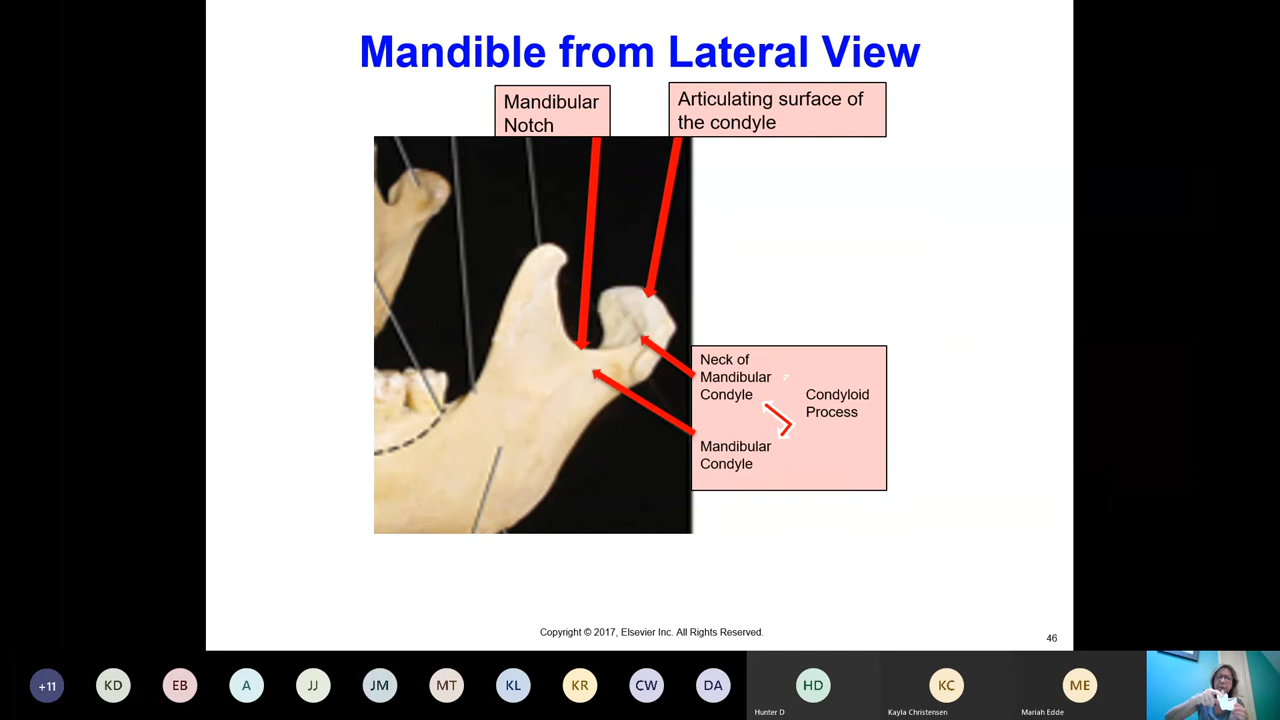 Mandible from Lateral View
Mandibular
Notch
Articulating surface of
the condyle
Neck of
Mandibular
Condyle
Condyloid
Process
Mandibular
Condyle
Copyright © 2017, Elsevier Inc. All Rights Reserved.
46
+11
KD
EB
A
JJ
JM
MT
KL
KR
CW
DA
HD
KC
ME
Hunter D
Kayla Christensen
Mariah Edde